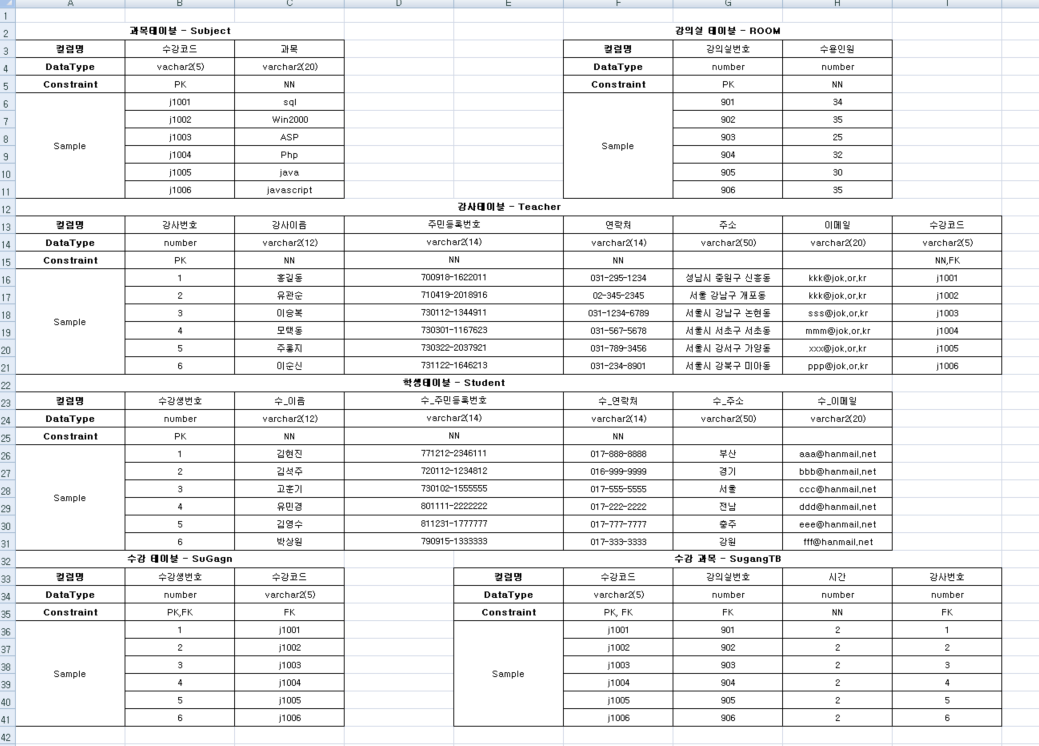 A B C D E F G H I
1
2 과목테이블 - Subject 강의실 테이블 - ROOM
3 컬럼명 수강코드 과목 컬럼명 강의실번호 수용인원
4 DataType vachar2(5) varchar2(20) DataType number number
5 Constraint PK NN Constraint PK NN
6 j1001 sql 901 34
7 j1002 Win2000 902 35
8 j1003 ASP 903 25
9 Sample j1004 Php Sample 904 32
10 j1005 java 905 30
11 j1006 javascript 906 35
12 강사테이블 - Teacher
13 컬럼명 강사번호 강사이름 주민등록번호 연락처 주소 이메일 수강코드
14 DataType number varchar2(12) varchar2(14) varchar2(14) varchar2(50) varchar2(20) varchar2(5)
15 Constraint PK NN NN NN NN,FK
16 1 홍길동 700918-1622011 031-295-1234 성남시 중원구 신흥동 kkk@jok.or.kr j1001
17 2 유관순 710419-2018916 02-345-2345 서울 강남구 개포동 kkk@jok.or.kr j1002
18 3 이승복 730112-1344911 031-1234-6789 서울시 강남구 논현동 sss@jok.or.kr j1003
19 Sample 4 모택동 730301-1167623 031-567-5678 서울시 서초구 서초동 mmm@jok.or.kr j1004
20 5 주홍지 730322-2037921 031-789-3456 서울시 강서구 가양동 xxx@jok.or.kr j1005
21 6 이순신 731122-1646213 031-234-8901 서울시 강북구 미아동 ppp@jok.or.kr j1006
22 학생테이블 - Student
23 컬럼명 수강생번호 수_이름 수_주민등록번호 수_연락처 수_주소 수_이메일
24 DataType number varchar2(12) varchar2(14) varchar2(14) varchar2(50) varchar2(20)
25 Constraint PK NN NN NN
26 1 김현진 771212-2346111 017-888-8888 부산 aaa@hanmail.net
27 2 김석주 720112-1234812 016-999-9999 경기 bbb@hanmail.net
28 3 고훈기 730102-1555555 017-555-5555 서울 ccc@hanmail.net
29 Sample 4 유민경 801111-2222222 017-222-2222 전남 ddd@hanmail.net
30 5 김영수 811231-1777777 017-777-7777 충주 eee@hanmail.net
31 6 박상원 790915-1333333 017-333-3333 강원 fff@hanmail.net
32 수강 테이블 - SuGagn 수강 과목 - SugangTB
33 컬럼명 수강생번호 수강코드 컬럼명 수강코드 강의실번호 시간 강사번호
34 DataType number varchar2(5) DataType varchar2(5) number number number
35 Constraint PK,FK FK Constraint PK, FK FK NN FK
36 1 j1001 j1001 901 2 1
37 2 j1002 j1002 902 2 2
38 3 j1003 j1003 903 2 3
39 Sample 4 j1004 Sample j1004 904 2 4
40 5 j1005 j1005 905 2 5
41 6 j1006 j1006 906 2 6
42